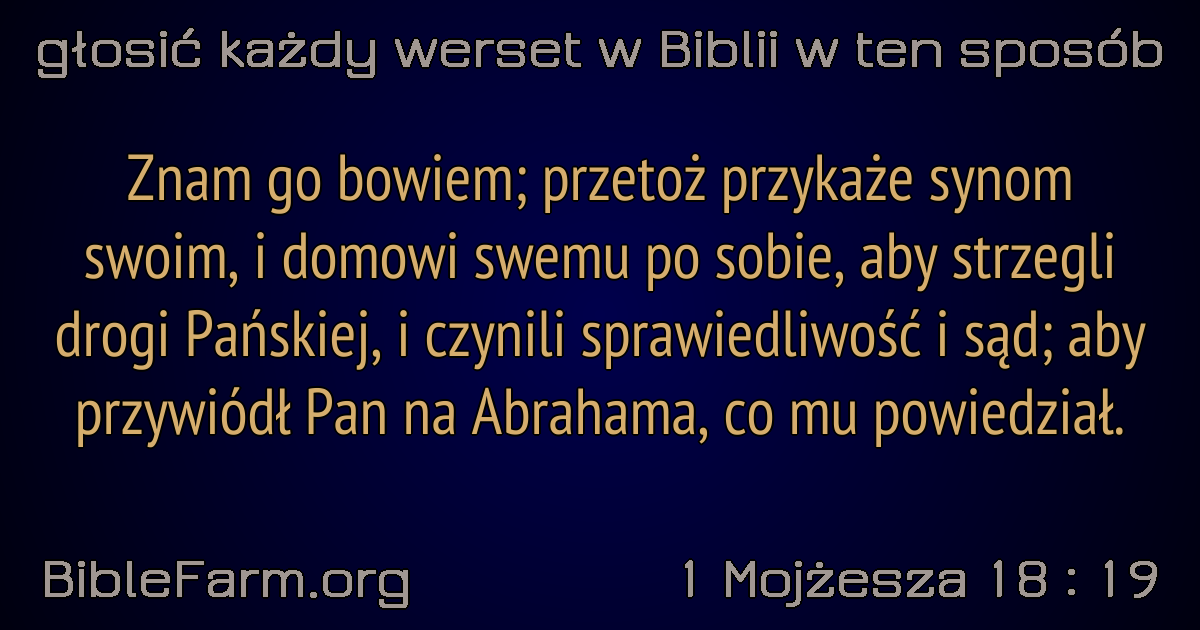 głosić każdy werset w Biblii w ten sposób
Znam go bowiem; przetoż przykaże synom
swoim, i domowi swemu po sobie, aby strzegli
drogi Pańskiej, i czynili sprawiedliwość i sąd; aby
przywiódł Pan na Abrahama, co mu powiedział.
BibleFarm.org
1 Mojżesza 18 : 19